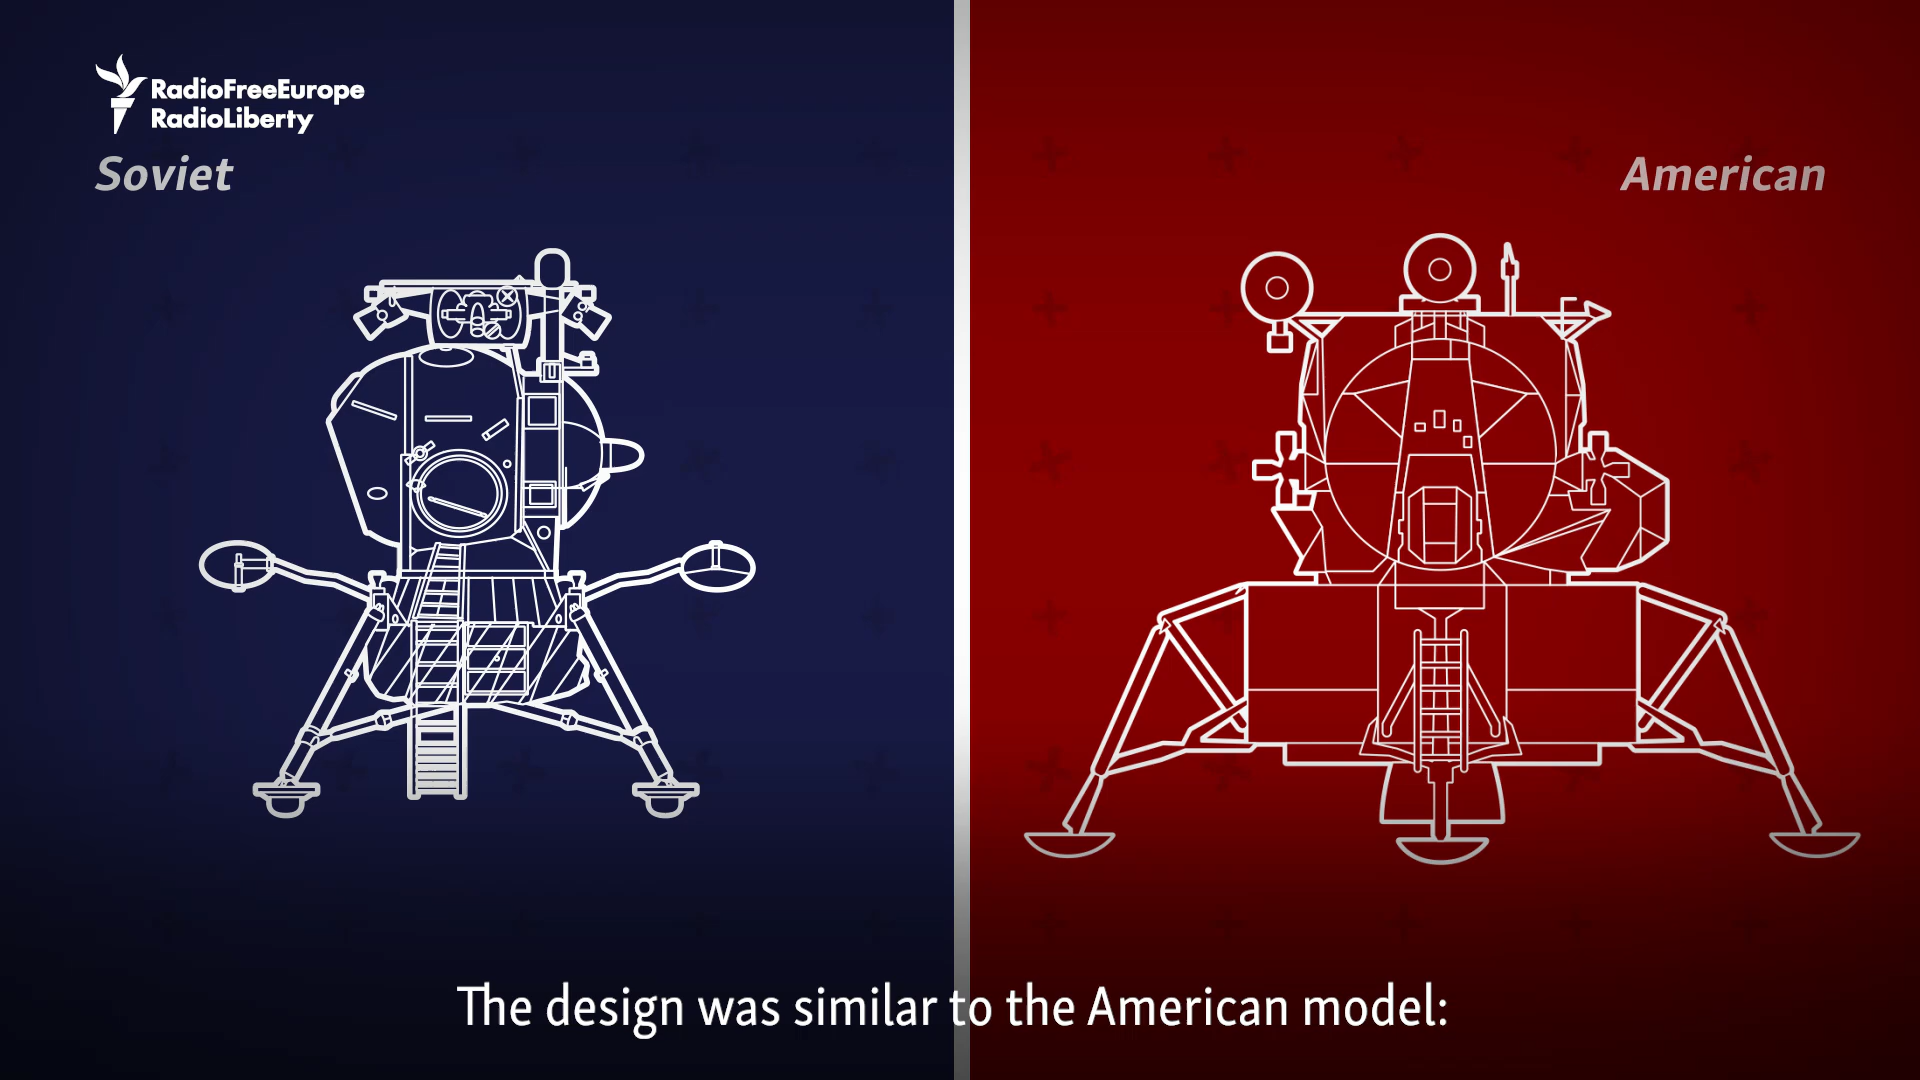 RadioFreeEurope
RadioLiberty
Soviet
American
The design was similar to the American model: